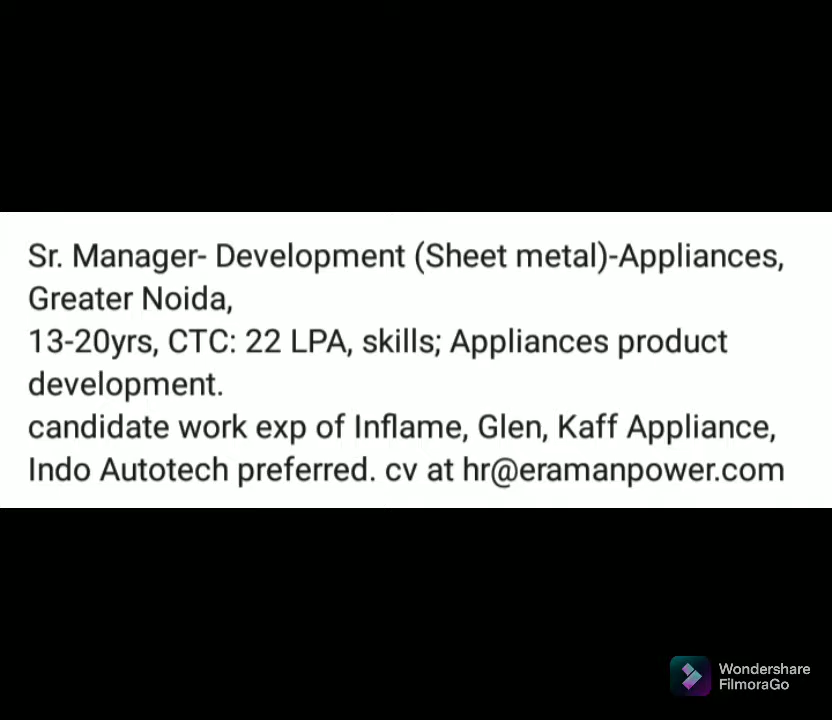 Sr. Manager- Development (Sheet metal)-Appliances,
Greater Noida,
13-20yrs, CTC: 22 LPA, skills; Appliances product
development.
candidate work exp of Inflame, Glen, Kaff Appliance,
Indo Autotech preferred. cv at hr@eramanpower.com
Wondershare
FilmoraGo